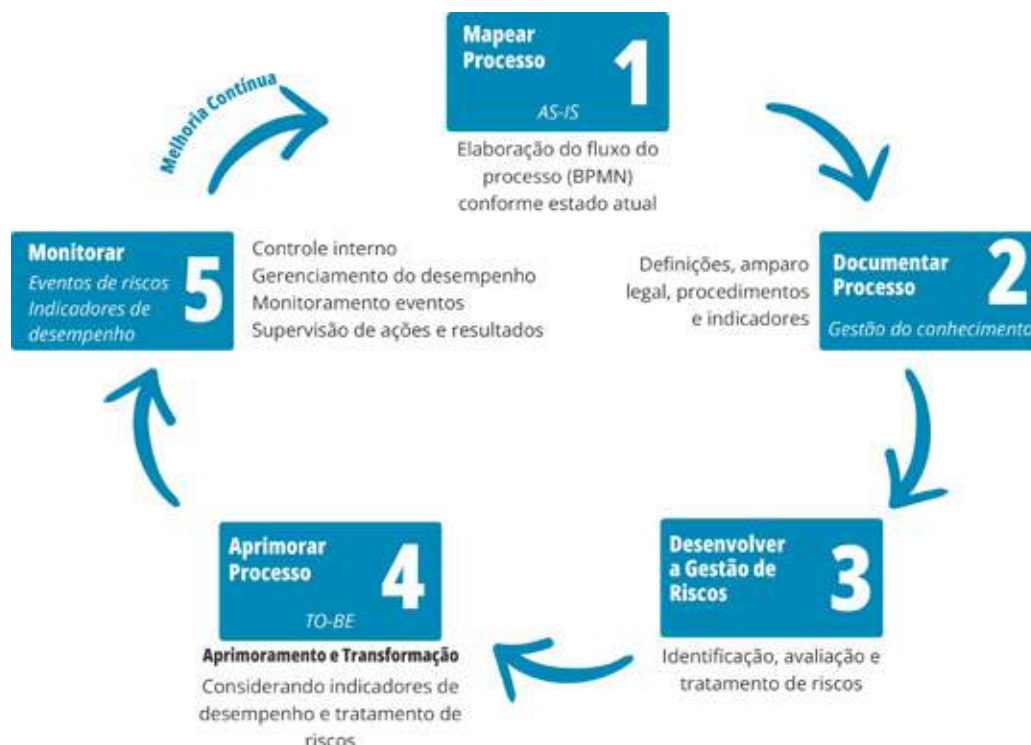 Melhoria Contínua
Mapear
Processo
1
AS-IS
Elaboração do fluxo do
processo (BPMN)
conforme estado atual
Definições, amparo
legal, procedimentos
e indicadores
Documentar
Processo
2
Gestão do conhecimento
Desenvolver
a Gestão de
Riscos
3
Identificação, avaliação e
tratamento de riscos
Aprimorar
Processo
4
TO-BE
Aprimoramento e Transformação
Considerando indicadores de
desempenho e tratamento de
riscos
Monitorar
Eventos de riscos
Indicadores de
desempenho
5
Controle interno
Gerenciamento do desempenho
Monitoramento eventos
Supervisão de ações e resultados